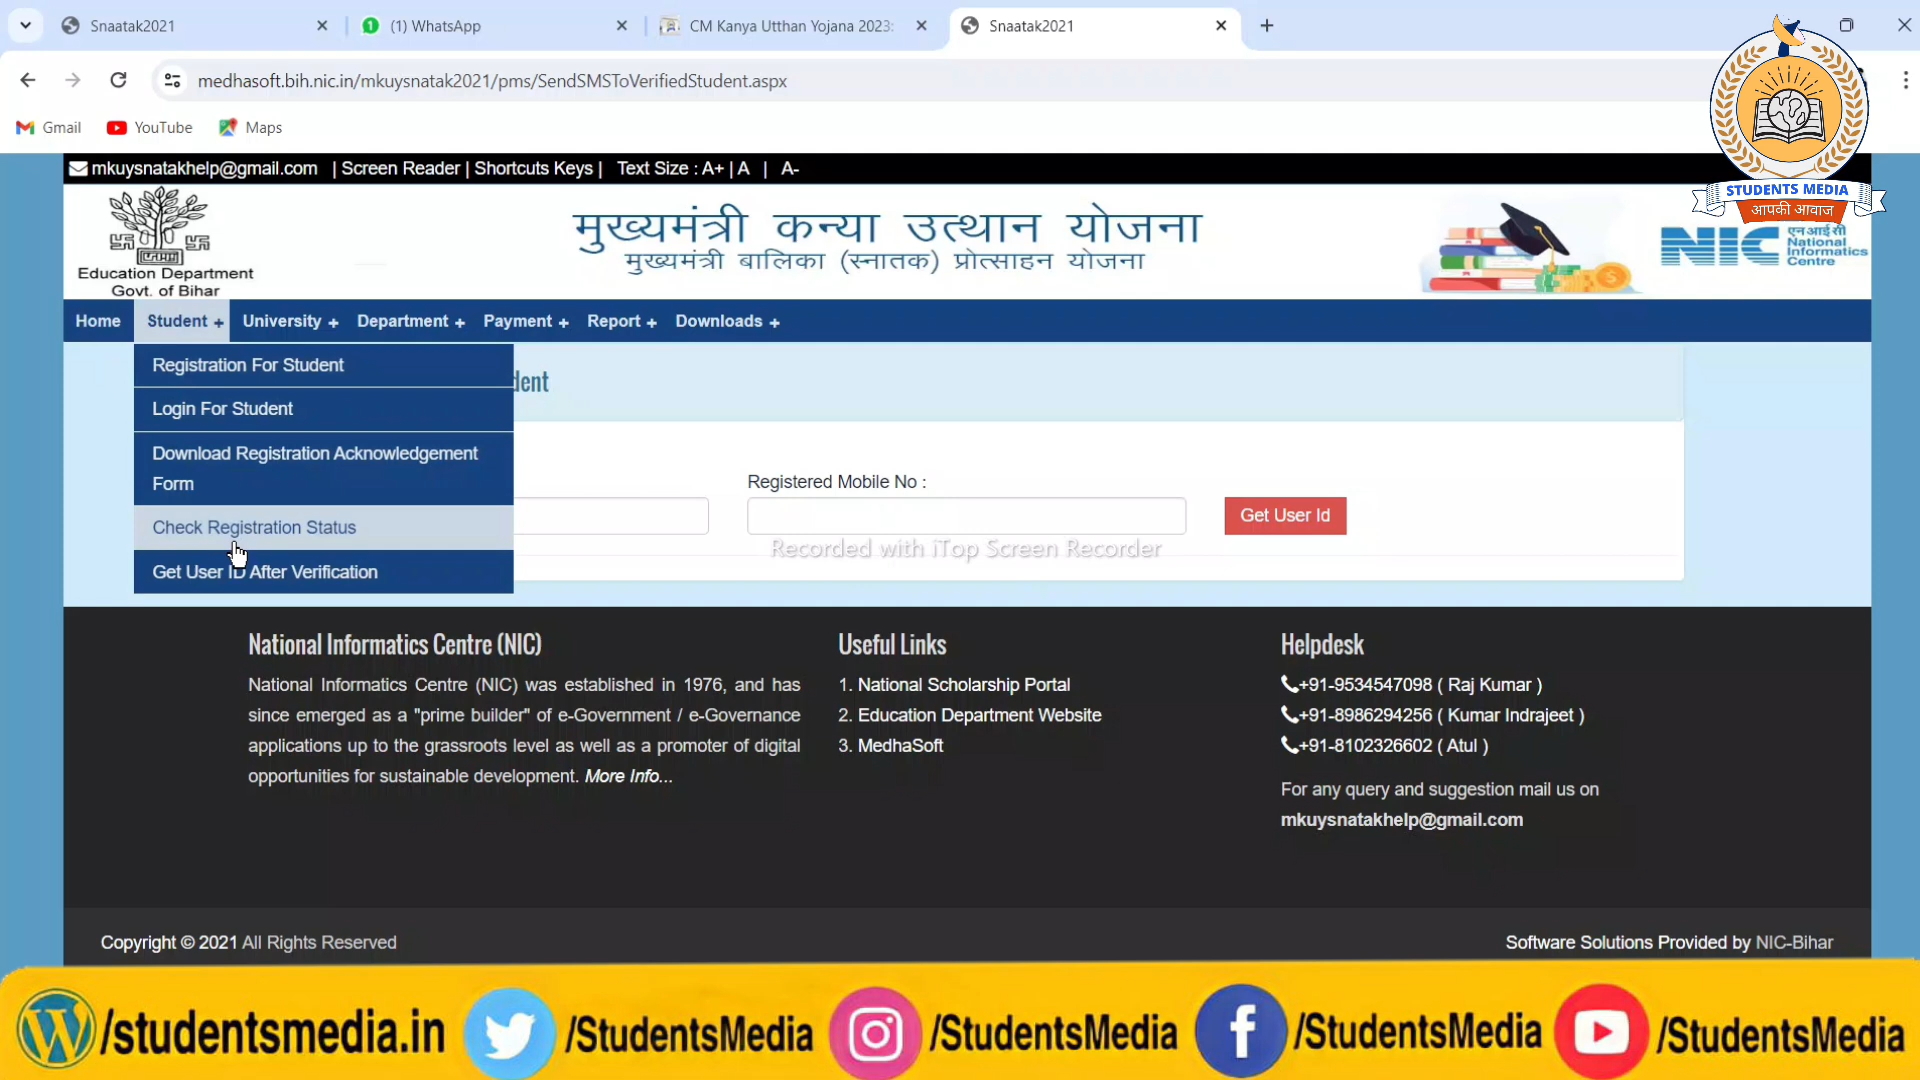 Snaatak2021
(1) WhatsApp
CM Kanya Utthan Yojana 2023:
Snaatak2021
medhasoft.bih.nic.in/mkuysnatak2021/pms/SendSMSToVerifiedStudent.aspx
Gmail
YouTube
Maps
STUDENTS MEDIA
आपकी आवाज
mkuysnatakhelp@gmail.com | Screen Reader | Shortcuts Keys | Text Size : A+ | A | A-
Education Department
Govt. of Bihar
मुख्यमंत्री कन्या उत्थान योजना
मुख्यमंत्री बालिका (स्नातक) प्रोत्साहन योजना
NIC
एन आई सी
National
Informatics
Centre
Home
Student +
University +
Department +
Payment +
Report +
Downloads +
Registration For Student
Login For Student
Download Registration Acknowledgement
Form
Check Registration Status
Get User ID After Verification
dent
Registered Mobile No :
Get User Id
Recorded with iTop Screen Recorder
National Informatics Centre (NIC)
National Informatics Centre (NIC) was established in 1976, and has
since emerged as a "prime builder" of e-Government / e-Governance
applications up to the grassroots level as well as a promoter of digital
opportunities for sustainable development. More Info...
Useful Links
1. National Scholarship Portal
2. Education Department Website
3. MedhaSoft
Helpdesk
+91-9534547098 ( Raj Kumar )
+91-8986294256 ( Kumar Indrajeet )
+91-8102326602 ( Atul )
For any query and suggestion mail us on
mkuysnatakhelp@gmail.com
Copyright © 2021 All Rights Reserved
Software Solutions Provided by NIC-Bihar
/studentsmedia.in
/StudentsMedia
/StudentsMedia
/StudentsMedia
/StudentsMedia